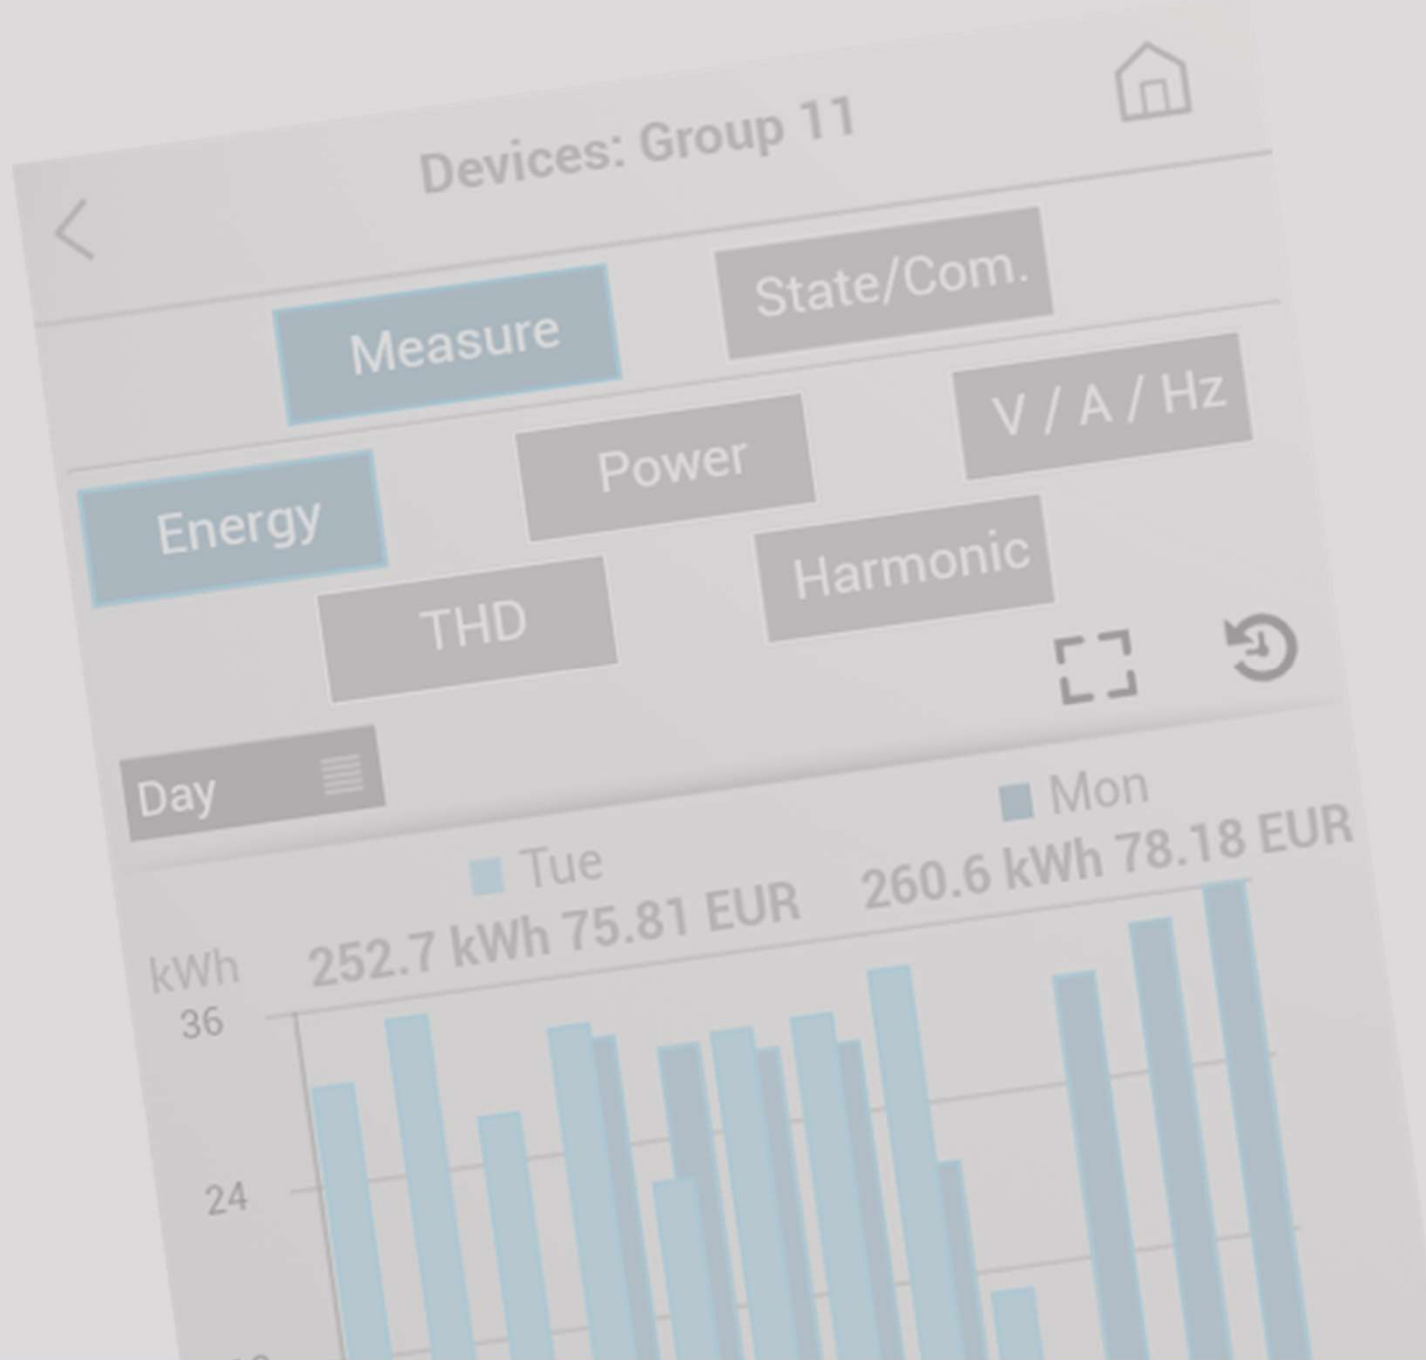 Devices: Group 11
Measure
State/Com.
Energy
Power
V / A / Hz
THD
Harmonic
Day
Tue
Mon
252.7 kWh 75.81 EUR
260.6 kWh 78.18 EUR
kWh
36
24